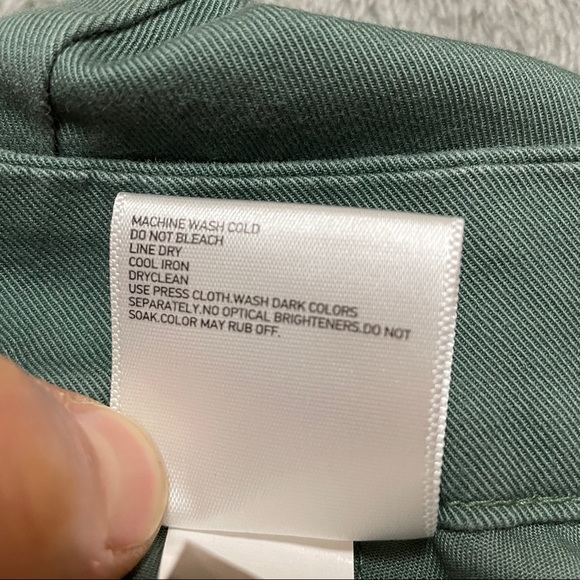 MACHINE WASH COLD
DO NOT BLEACH
LINE DRY
COOL IRON
DRYCLEAN
USE PRESS CLOTH.WASH DARK COLORS
SEPARATELY.NO OPTICAL BRIGHTENERS.DO NOT
SOAK.COLOR MAY RUB OFF.